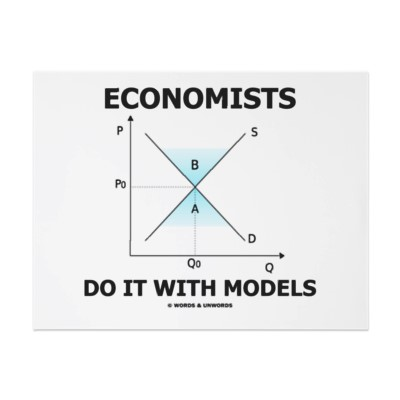 ECONOMISTS
P
S
B
P0
A
D
Q0
Q
DO IT WITH MODELS
© WORDS & UNWORDS